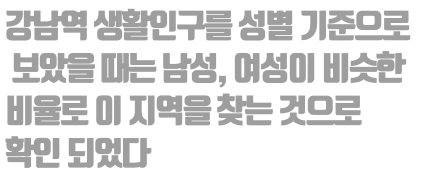 강남역 생활인구를 성별 기준으로
보았을 때는 남성, 여성이 비슷한
비율로 이 지역을 찾는 것으로
확인 되었다